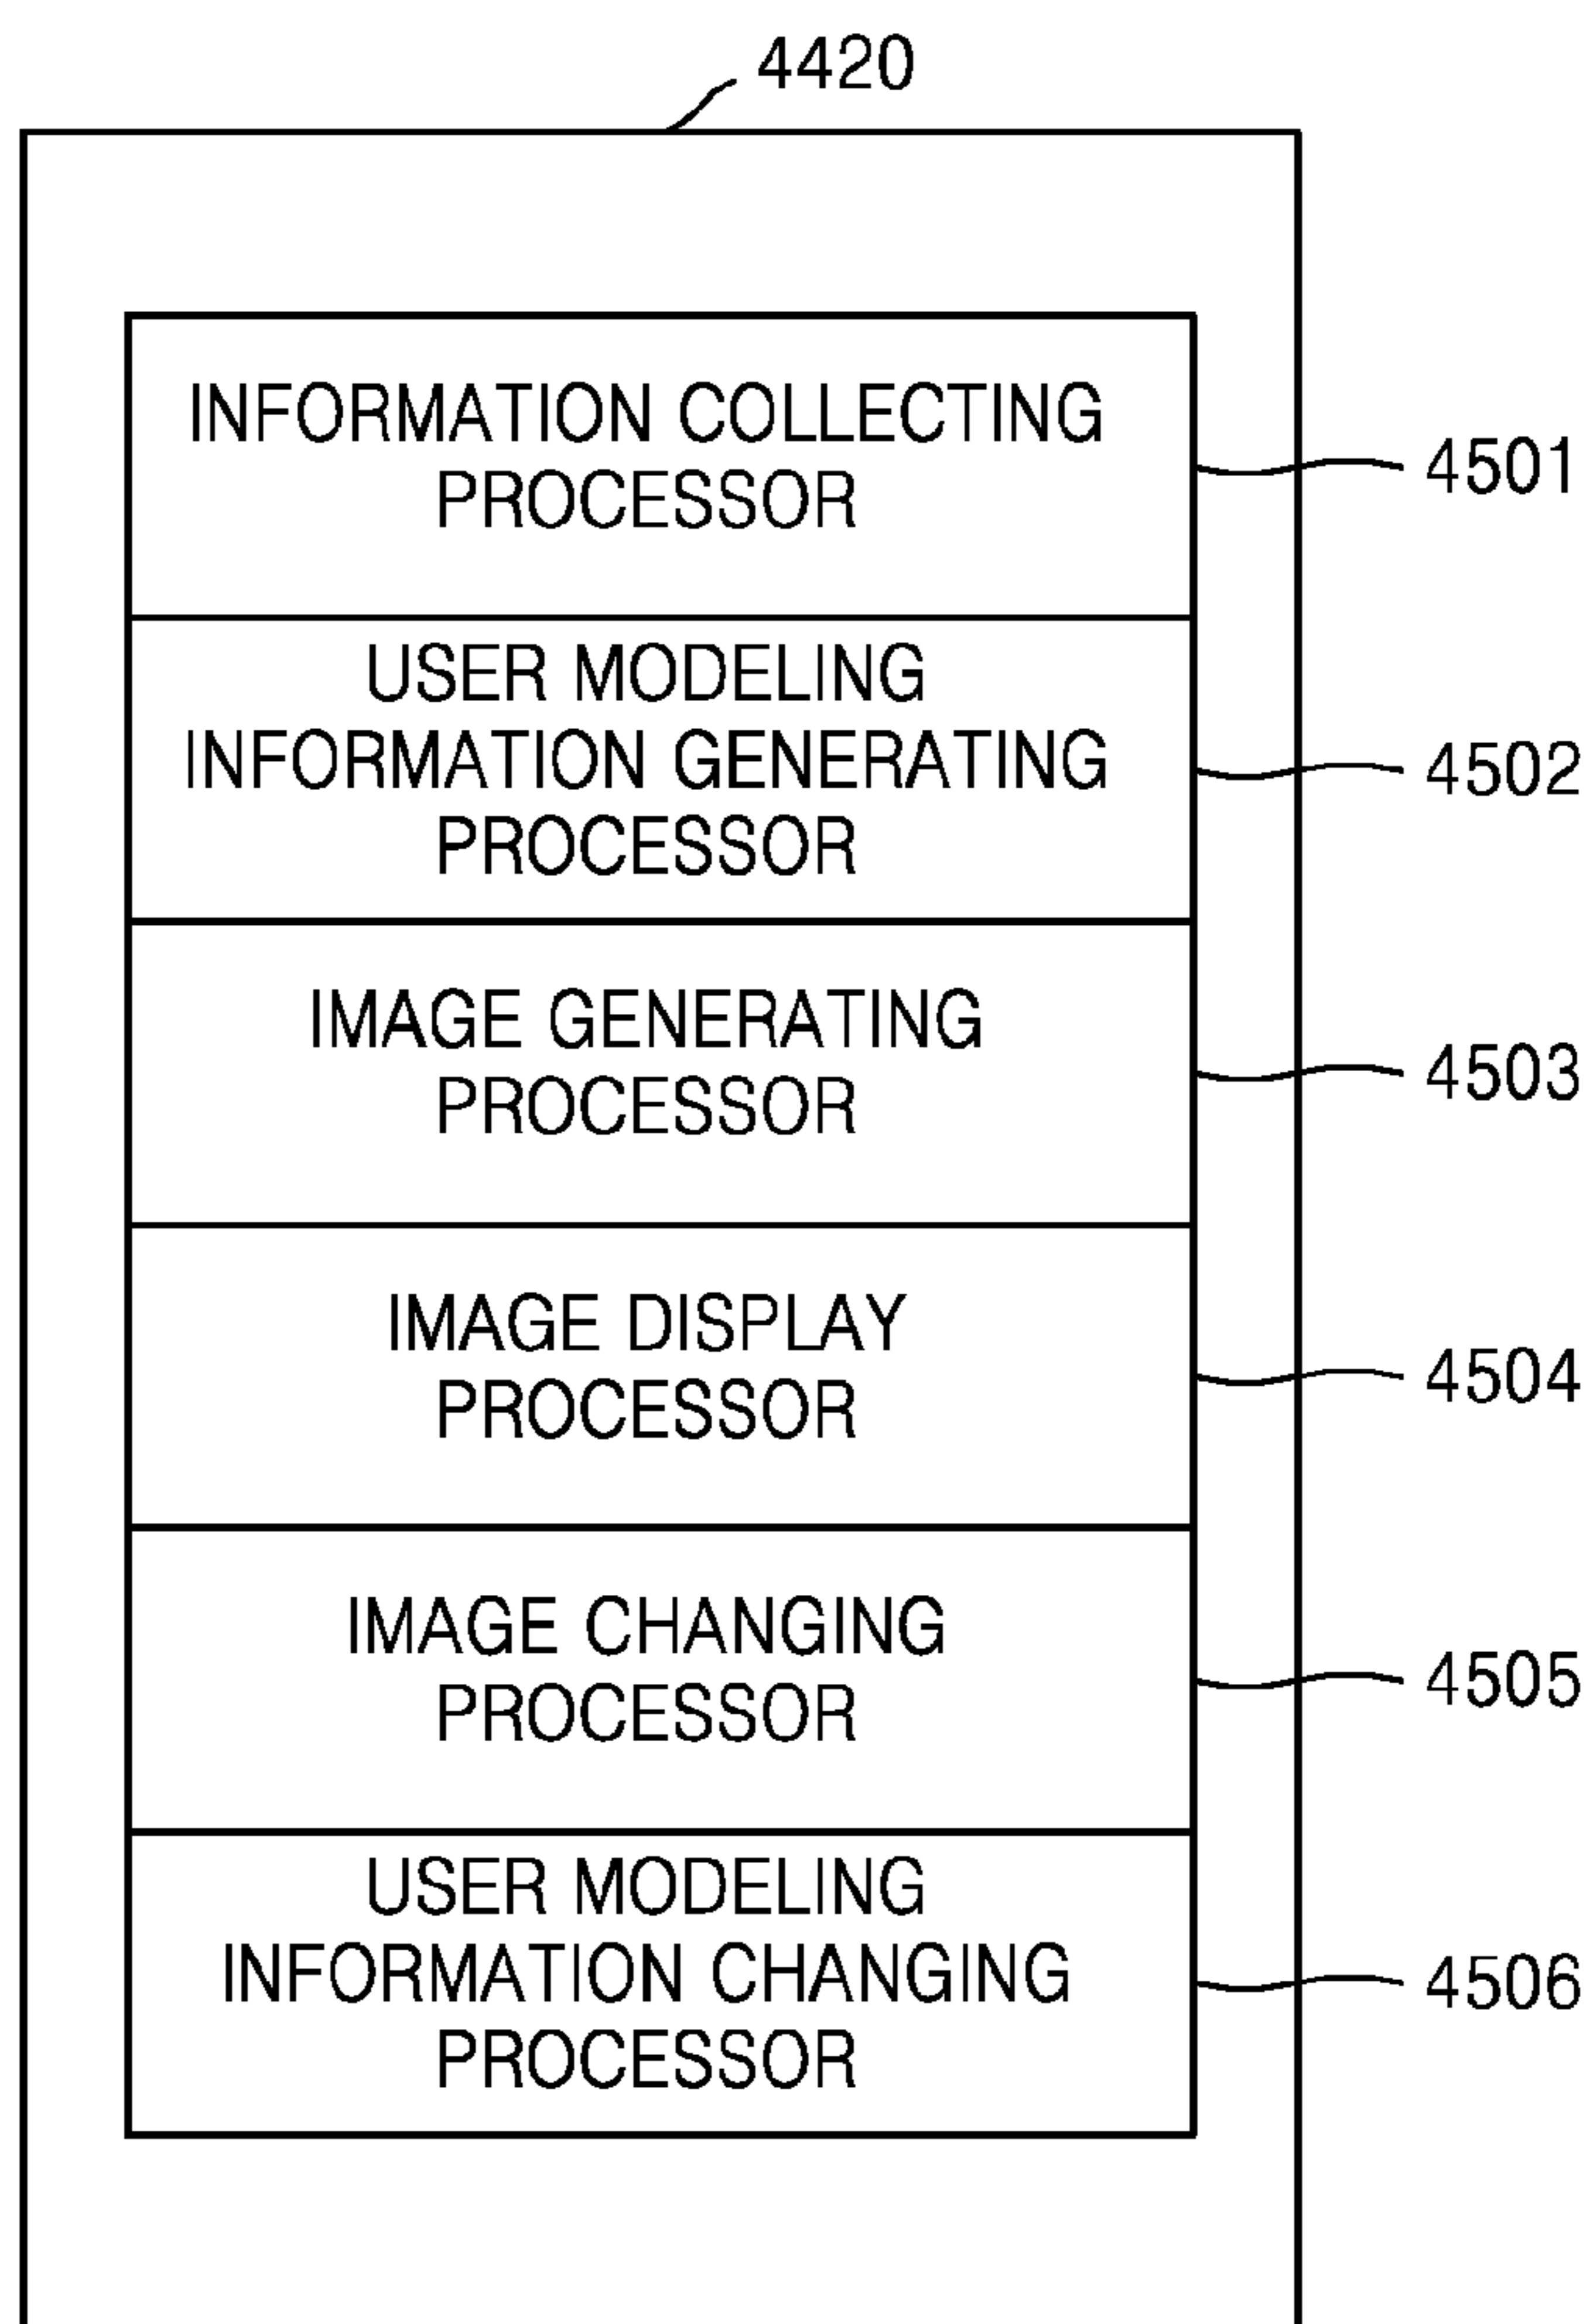 4420
INFORMATION COLLECTING
PROCESSOR
4501
USER MODELING
INFORMATION GENERATING
PROCESSOR
4502
IMAGE GENERATING
PROCESSOR
4503
IMAGE DISPLAY
PROCESSOR
4504
IMAGE CHANGING
PROCESSOR
4505
USER MODELING
INFORMATION CHANGING
PROCESSOR
4506